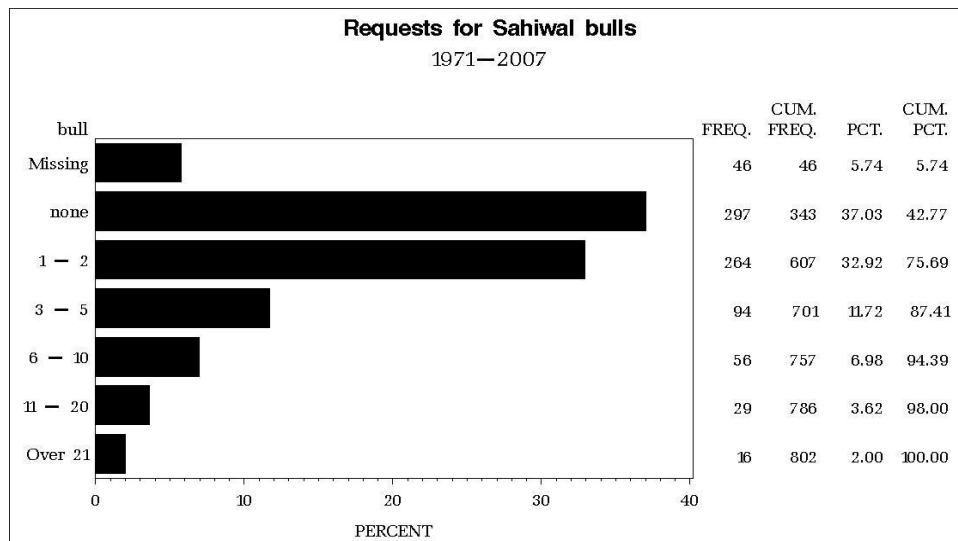 Requests for Sahiwal bulls
1971—2007
bull FREQ. CUM. FREQ. PCT. CUM. PCT.
Missing 46 46 5.74 5.74
none 297 343 37.03 42.77
1 — 2 264 607 32.92 75.69
3 — 5 94 701 11.72 87.41
6 — 10 56 757 6.98 94.39
11 — 20 29 786 3.62 98.00
Over 21 16 802 2.00 100.00
0 10 20 30 40
PERCENT